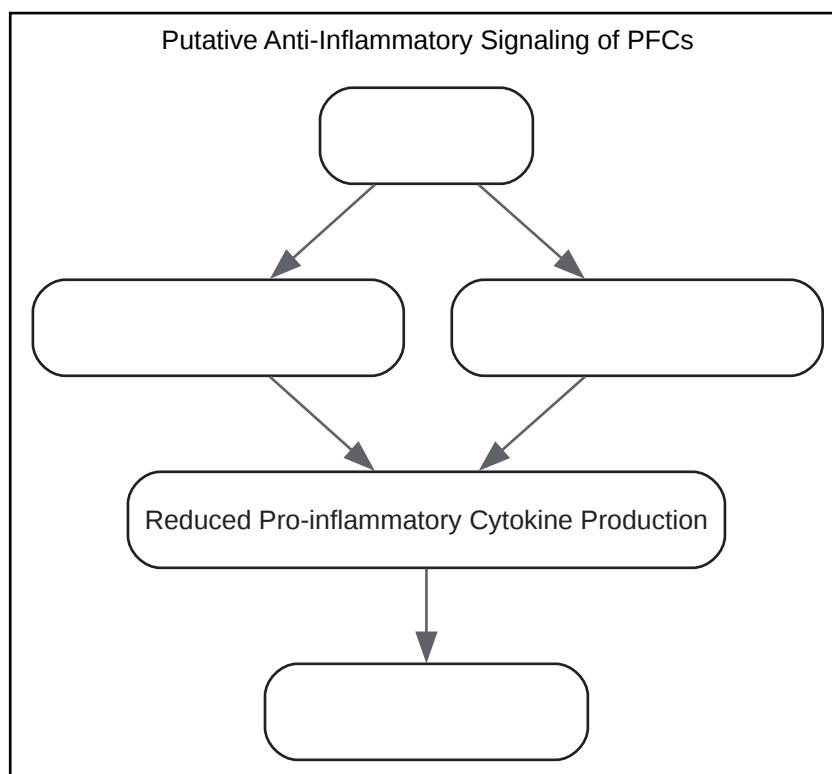 Putative Anti-Inflammatory Signaling of PFCs
Reduced Pro-inflammatory Cytokine Production